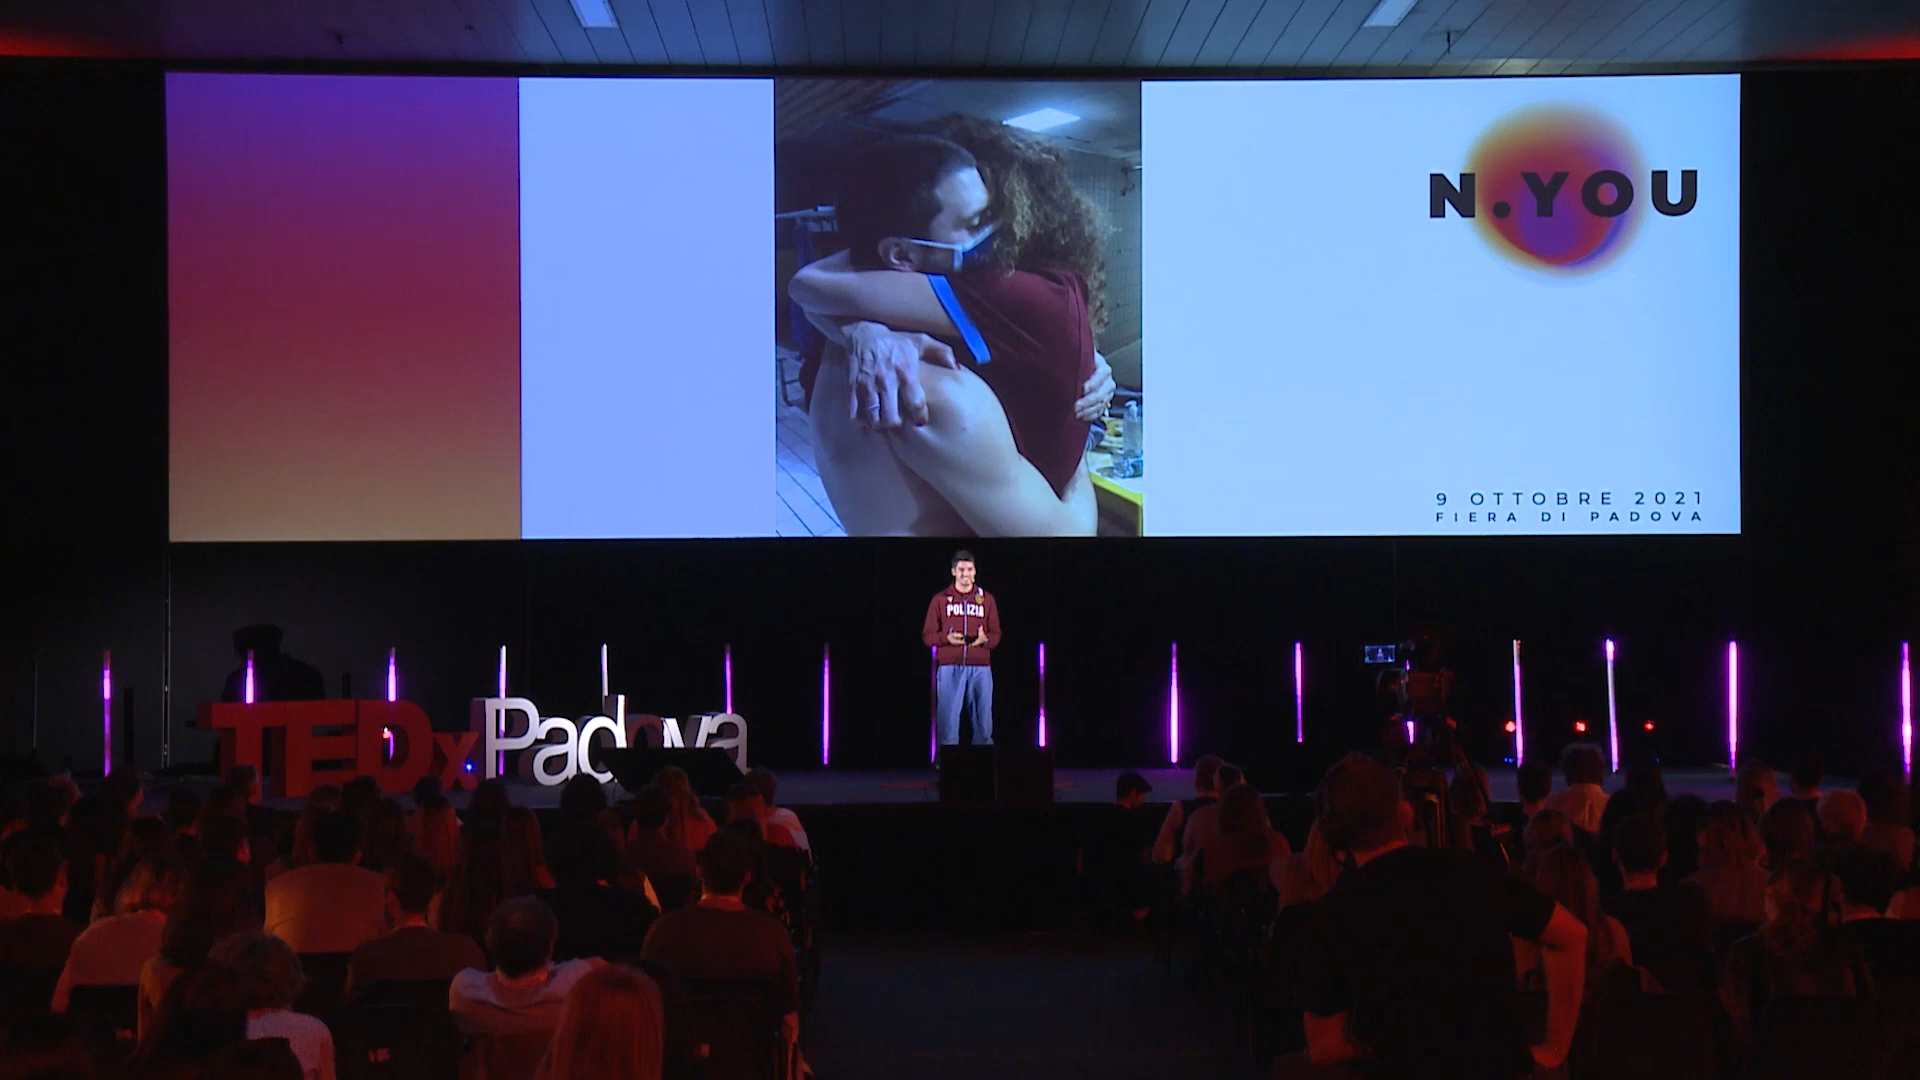 N.YOU
9 OTTOBRE 2021
FIERA DI PADOVA
POLIZIA
TEDxPadova